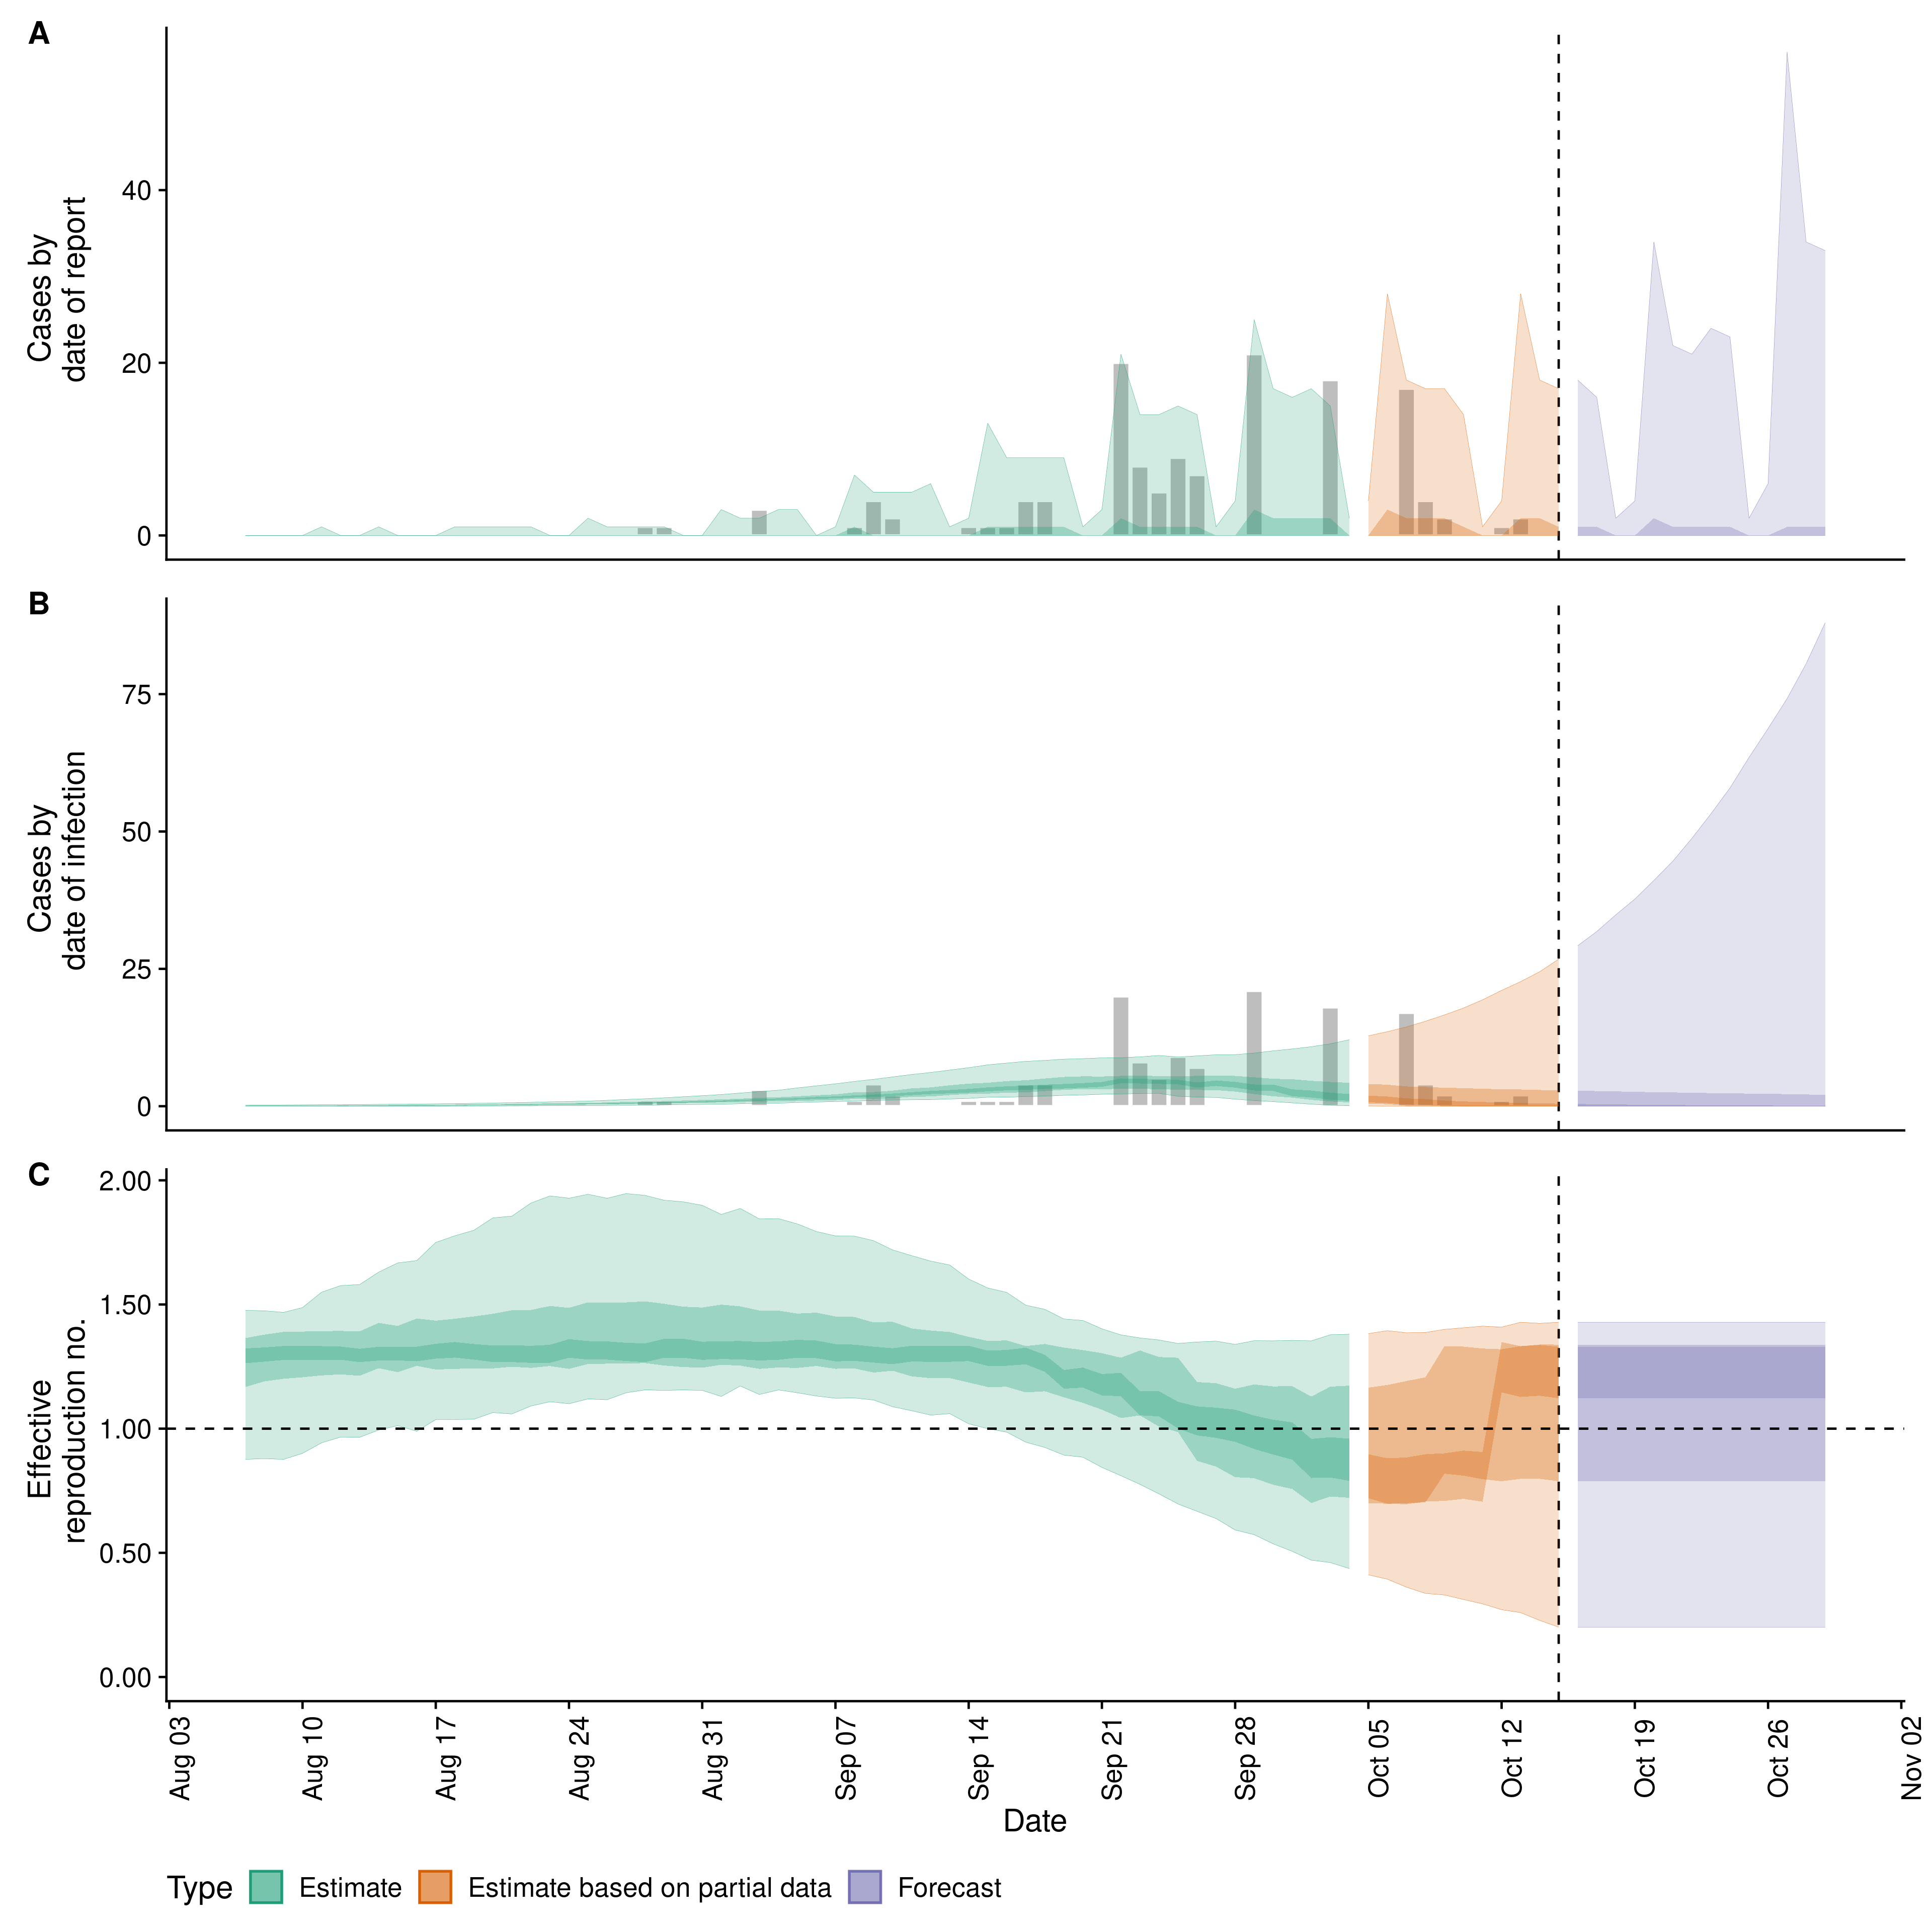 A
Cases by
date of report
40
20
0
B
Cases by
date of infection
75
50
25
0
C
Effective
reproduction no.
2.00
1.50
1.00
0.50
0.00
Aug 03
Aug 10
Aug 17
Aug 24
Aug 31
Sep 07
Sep 14
Sep 21
Sep 28
Oct 05
Oct 12
Oct 19
Oct 26
Nov 02
Date
Type Estimate Estimate based on partial data Forecast